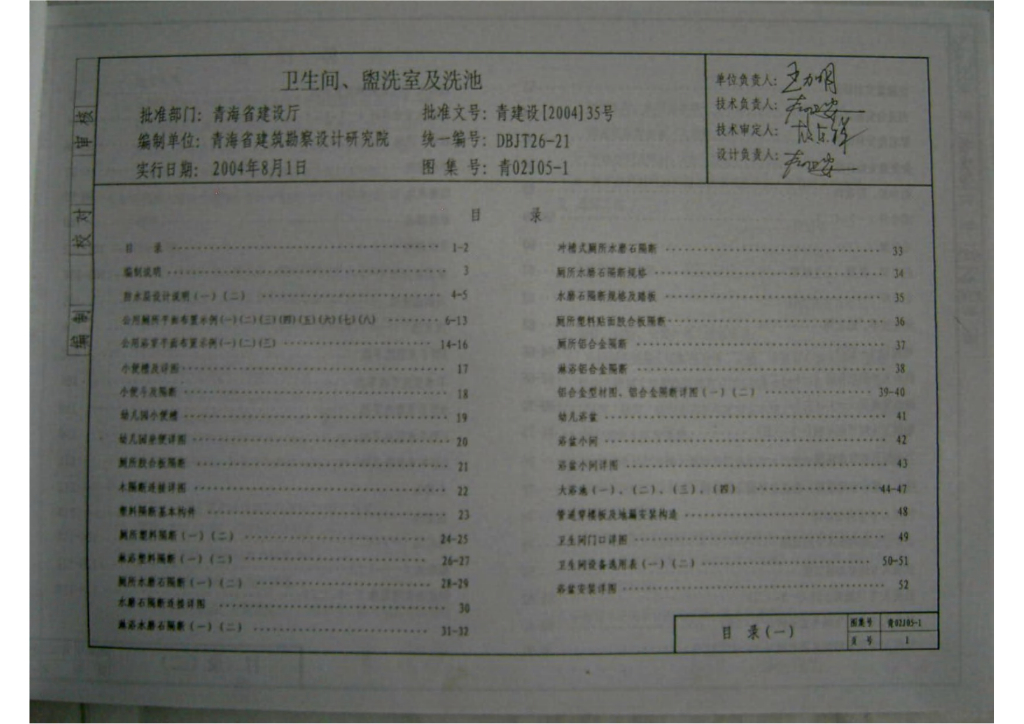 卫生间、盥洗室及洗池
批准部门：青海省建设厅
批准文号：青建设[2004]35号
编制单位：青海省建筑勘察设计研究院
统一编号：DBJT26-21
实行日期：2004年8月1日
图 集 号：青02J05-1
单位负责人：
技术负责人：
技术审定人：
设计负责人：
审核
校对
编制
目 录
目 录 1-2
编制说明 3
防水层设计说明(一)(二) 4-5
公用厕所平面布置示例(一)(二)(三)(四)(五)(六)(七)(八) 6-13
公用浴室平面布置示例(一)(二)(三) 14-16
小便槽及详图 17
小便斗及隔断 18
幼儿园小便槽 19
幼儿园坐便详图 20
厕所胶合板隔断 21
木隔断连接详图 22
塑料隔断基本构件 23
厕所塑料隔断(一)(二) 24-25
淋浴塑料隔断(一)(二) 26-27
厕所水磨石隔断(一)(二) 28-29
水磨石隔断连接详图 30
淋浴水磨石隔断(一)(二) 31-32
冲槽式厕所水磨石隔断 33
厕所水磨石隔断规格 34
水磨石隔断规格及踏板 35
厕所塑料贴面胶合板隔断 36
厕所铝合金隔断 37
淋浴铝合金隔断 38
铝合金型材图、铝合金隔断详图(一)(二) 39-40
幼儿浴盆 41
浴盆小间 42
浴盆小间详图 43
大浴池(一)、(二)、(三)、(四) 44-47
管道穿楼板及地漏安装构造 48
卫生间门口详图 49
卫生间设备选用表(一)(二) 50-51
浴盆安装详图 52
目 录(一)
图集号 青02J05-1
页 号 1